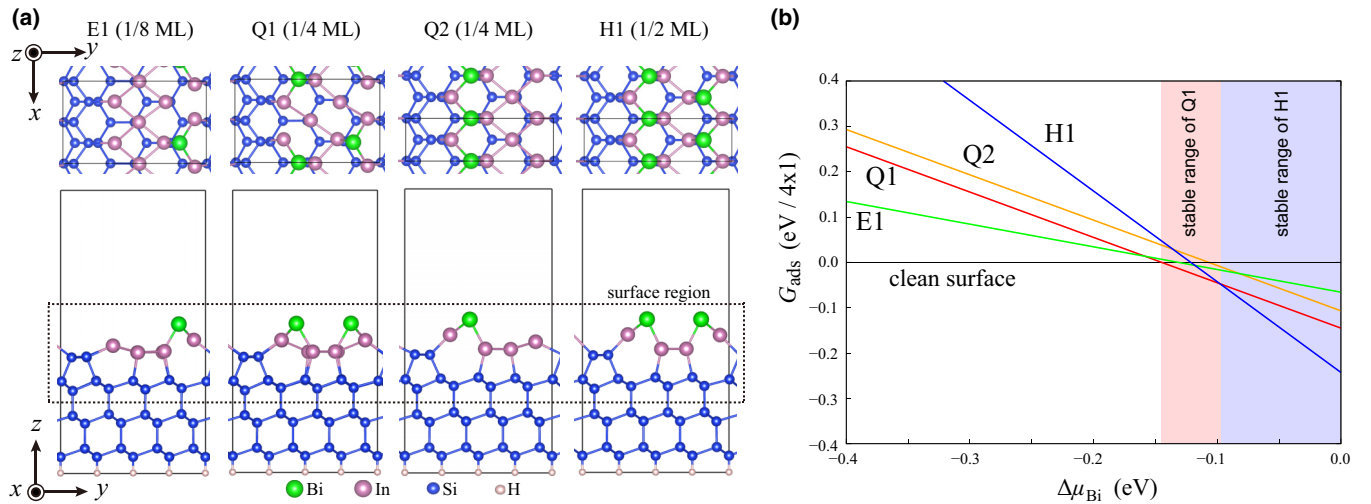 (a)
E1 (1/8 ML) Q1 (1/4 ML) Q2 (1/4 ML) H1 (1/2 ML)
z y
x
surface region
z
x y
Bi In Si H
(b)
0.4
0.3
0.2
0.1
0.0
−0.1
−0.2
−0.3
−0.4
G_ads (eV / 4x1)
H1
Q2
Q1
E1
clean surface
stable range of Q1
stable range of H1
−0.4 −0.3 −0.2 −0.1 0.0
Δμ_Bi (eV)